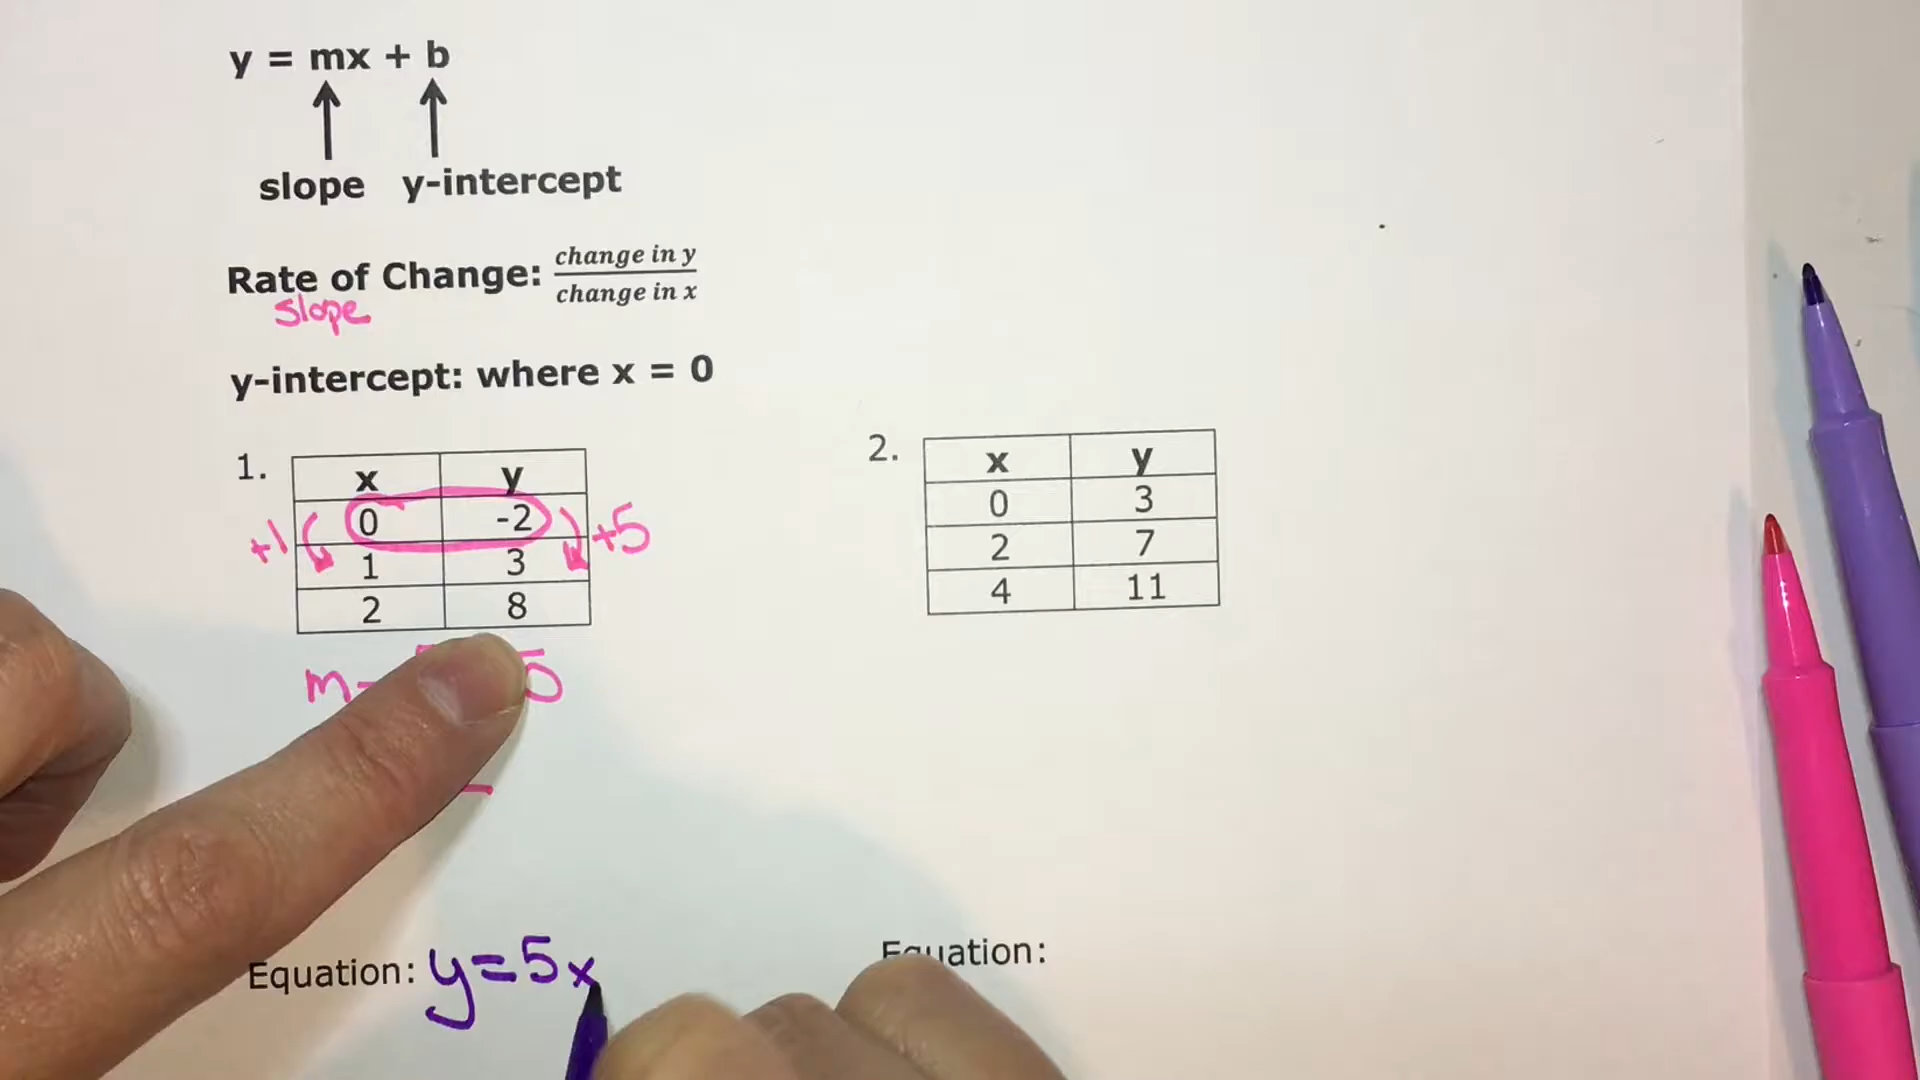 y = mx + b
slope y-intercept
Rate of Change: change in y / change in x
slope
y-intercept: where x = 0
1.
x y
0 -2
1 3
2 8
+1
+5
m 5
Equation: y=5x
2.
x y
0 3
2 7
4 11
Equation: